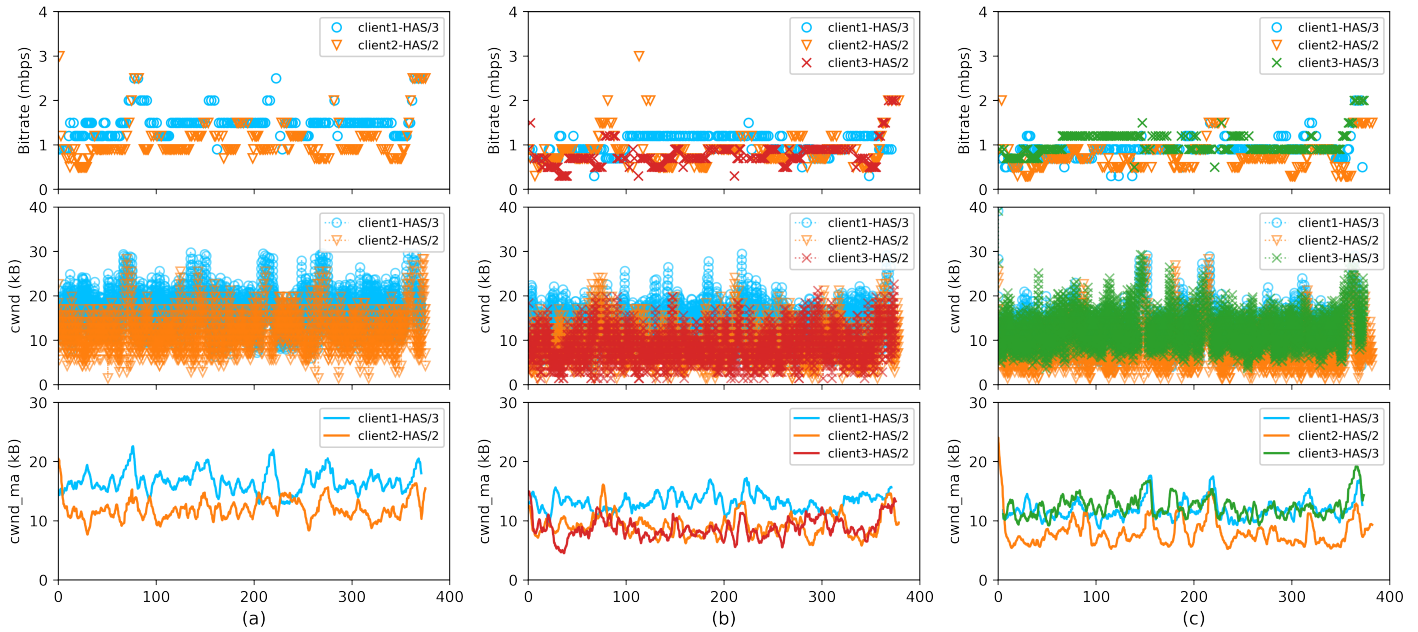 4
3
2
1
0
Bitrate (mbps)
client1-HAS/3
client2-HAS/2
4
3
2
1
0
Bitrate (mbps)
client1-HAS/3
client2-HAS/2
client3-HAS/2
4
3
2
1
0
Bitrate (mbps)
client1-HAS/3
client2-HAS/2
client3-HAS/3
40
30
20
10
0
cwnd (kB)
client1-HAS/3
client2-HAS/2
40
30
20
10
0
cwnd (kB)
client1-HAS/3
client2-HAS/2
client3-HAS/2
40
30
20
10
0
cwnd (kB)
client1-HAS/3
client2-HAS/2
client3-HAS/3
30
20
10
0
cwnd_ma (kB)
client1-HAS/3
client2-HAS/2
0 100 200 300 400
(a)
30
20
10
0
cwnd_ma (kB)
client1-HAS/3
client2-HAS/2
client3-HAS/2
0 100 200 300 400
(b)
30
20
10
0
cwnd_ma (kB)
client1-HAS/3
client2-HAS/2
client3-HAS/3
0 100 200 300 400
(c)